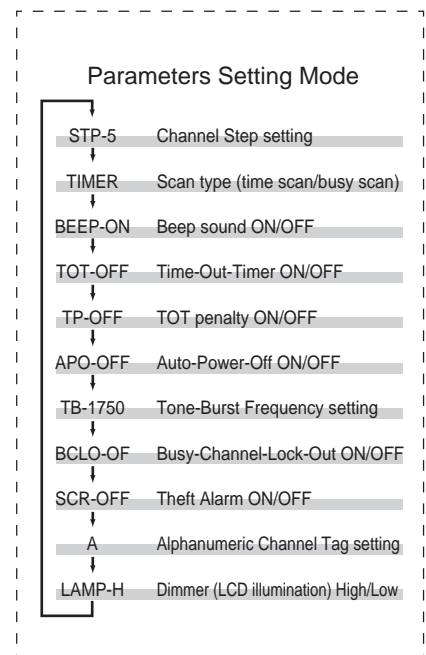 Parameters Setting Mode
STP-5 Channel Step setting
TIMER Scan type (time scan/busy scan)
BEEP-ON Beep sound ON/OFF
TOT-OFF Time-Out-Timer ON/OFF
TP-OFF TOT penalty ON/OFF
APO-OFF Auto-Power-Off ON/OFF
TB-1750 Tone-Burst Frequency setting
BCLO-OF Busy-Channel-Lock-Out ON/OFF
SCR-OFF Theft Alarm ON/OFF
A Alphanumeric Channel Tag setting
LAMP-H Dimmer (LCD illumination) High/Low